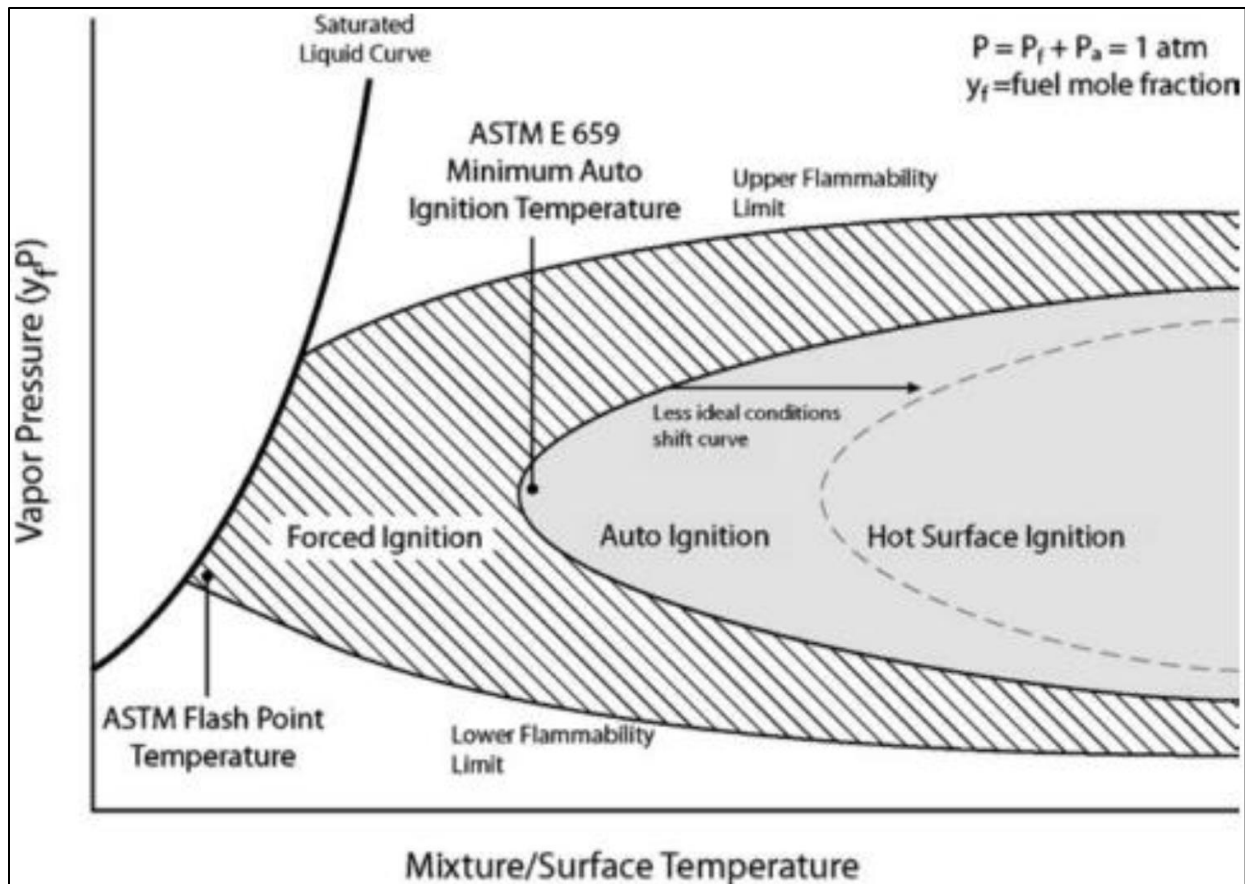 Saturated
Liquid Curve
P = P_f + P_a = 1 atm
y_f =fuel mole fraction
ASTM E 659
Minimum Auto
Ignition Temperature
Upper Flammability
Limit
Vapor Pressure (y_fP)
Less ideal conditions
shift curve
Forced Ignition
Auto Ignition
Hot Surface Ignition
ASTM Flash Point
Temperature
Lower Flammability
Limit
Mixture/Surface Temperature